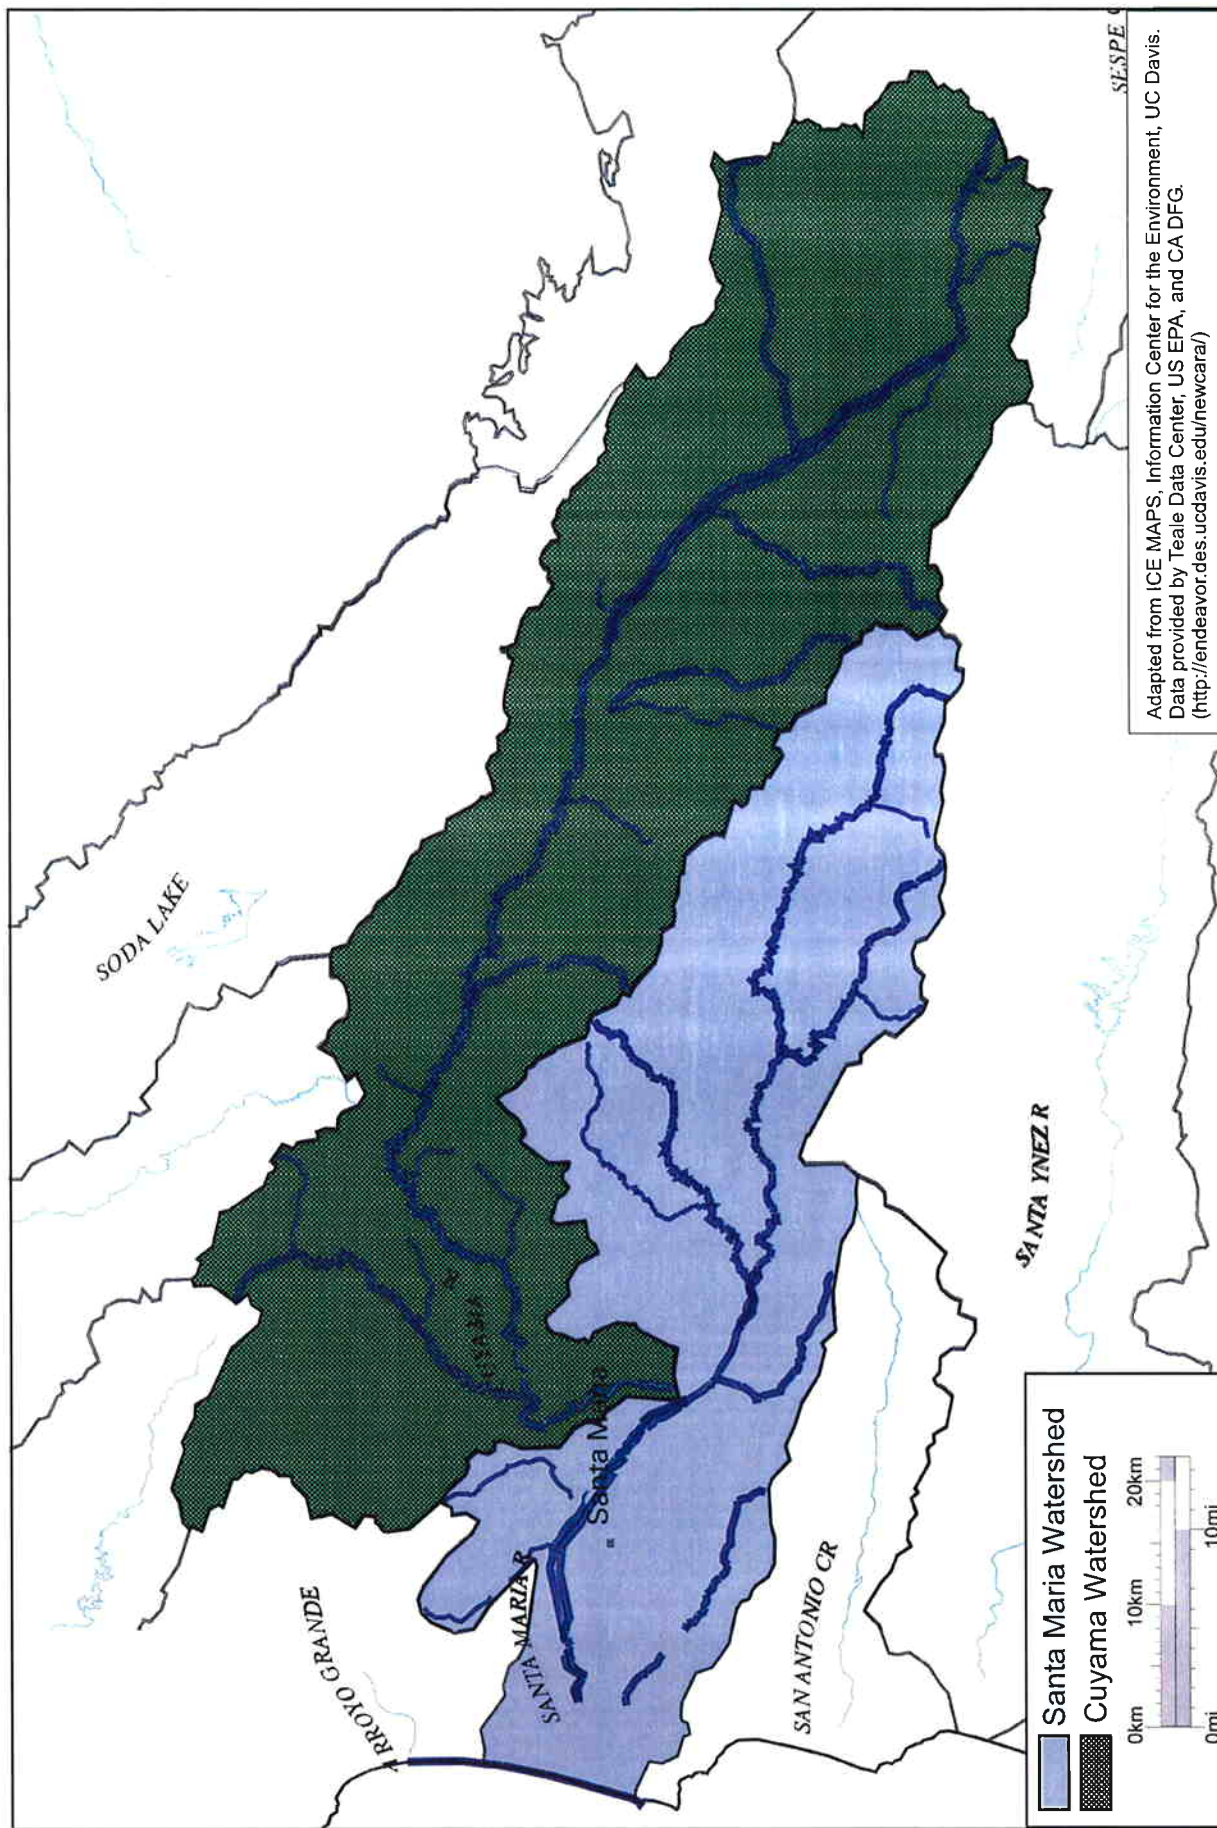 SODA LAKE
ARROYO GRANDE
CUYAMA R
SANTA MARIA R
Santa Maria
SAN ANTONIO CR
SANTA YNEZ R
SESPE
Santa Maria Watershed
Cuyama Watershed
0km 10km 20km
0mi 10mi
Adapted from ICE MAPS, Information Center for the Environment, UC Davis.
Data provided by Teale Data Center, US EPA, and CA DFG.
(http://endeavor.des.ucdavis.edu/newcara/)